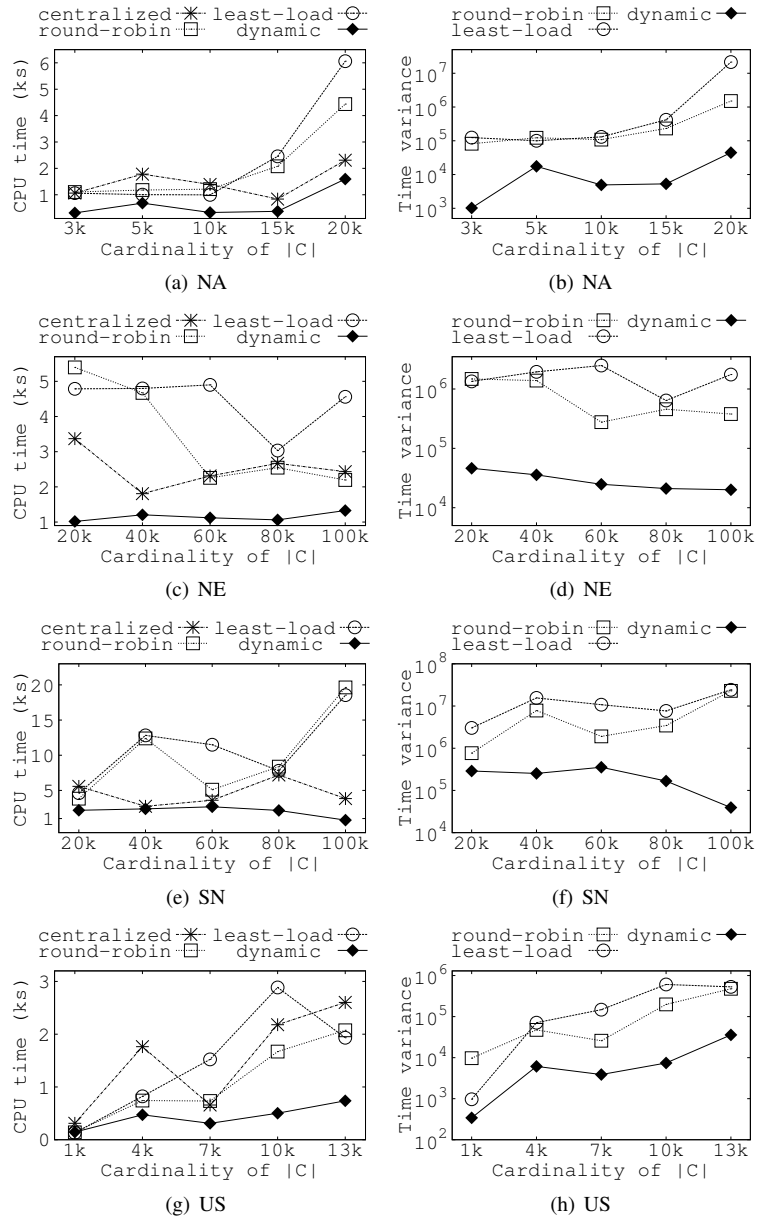 centralized least-load round-robin least-load
round-robin dynamic dynamic
CPU time (ks)
6
5
4
3
2
1
3k 5k 10k 15k 20k
Cardinality of |C|
(a) NA
Time variance
10^7
10^6
10^5
10^4
10^3
3k 5k 10k 15k 20k
Cardinality of |C|
(b) NA
centralized least-load
round-robin dynamic
CPU time (ks)
5
4
3
2
1
20k 40k 60k 80k 100k
Cardinality of |C|
(c) NE
round-robin dynamic
least-load
Time variance
10^6
10^5
10^4
20k 40k 60k 80k 100k
Cardinality of |C|
(d) NE
centralized least-load
round-robin dynamic
CPU time (ks)
20
15
10
5
1
20k 40k 60k 80k 100k
Cardinality of |C|
(e) SN
round-robin dynamic
least-load
Time variance
10^8
10^7
10^6
10^5
10^4
20k 40k 60k 80k 100k
Cardinality of |C|
(f) SN
centralized least-load
round-robin dynamic
CPU time (ks)
3
2
1
0
1k 4k 7k 10k 13k
Cardinality of |C|
(g) US
round-robin dynamic
least-load
Time variance
10^6
10^5
10^4
10^3
10^2
1k 4k 7k 10k 13k
Cardinality of |C|
(h) US